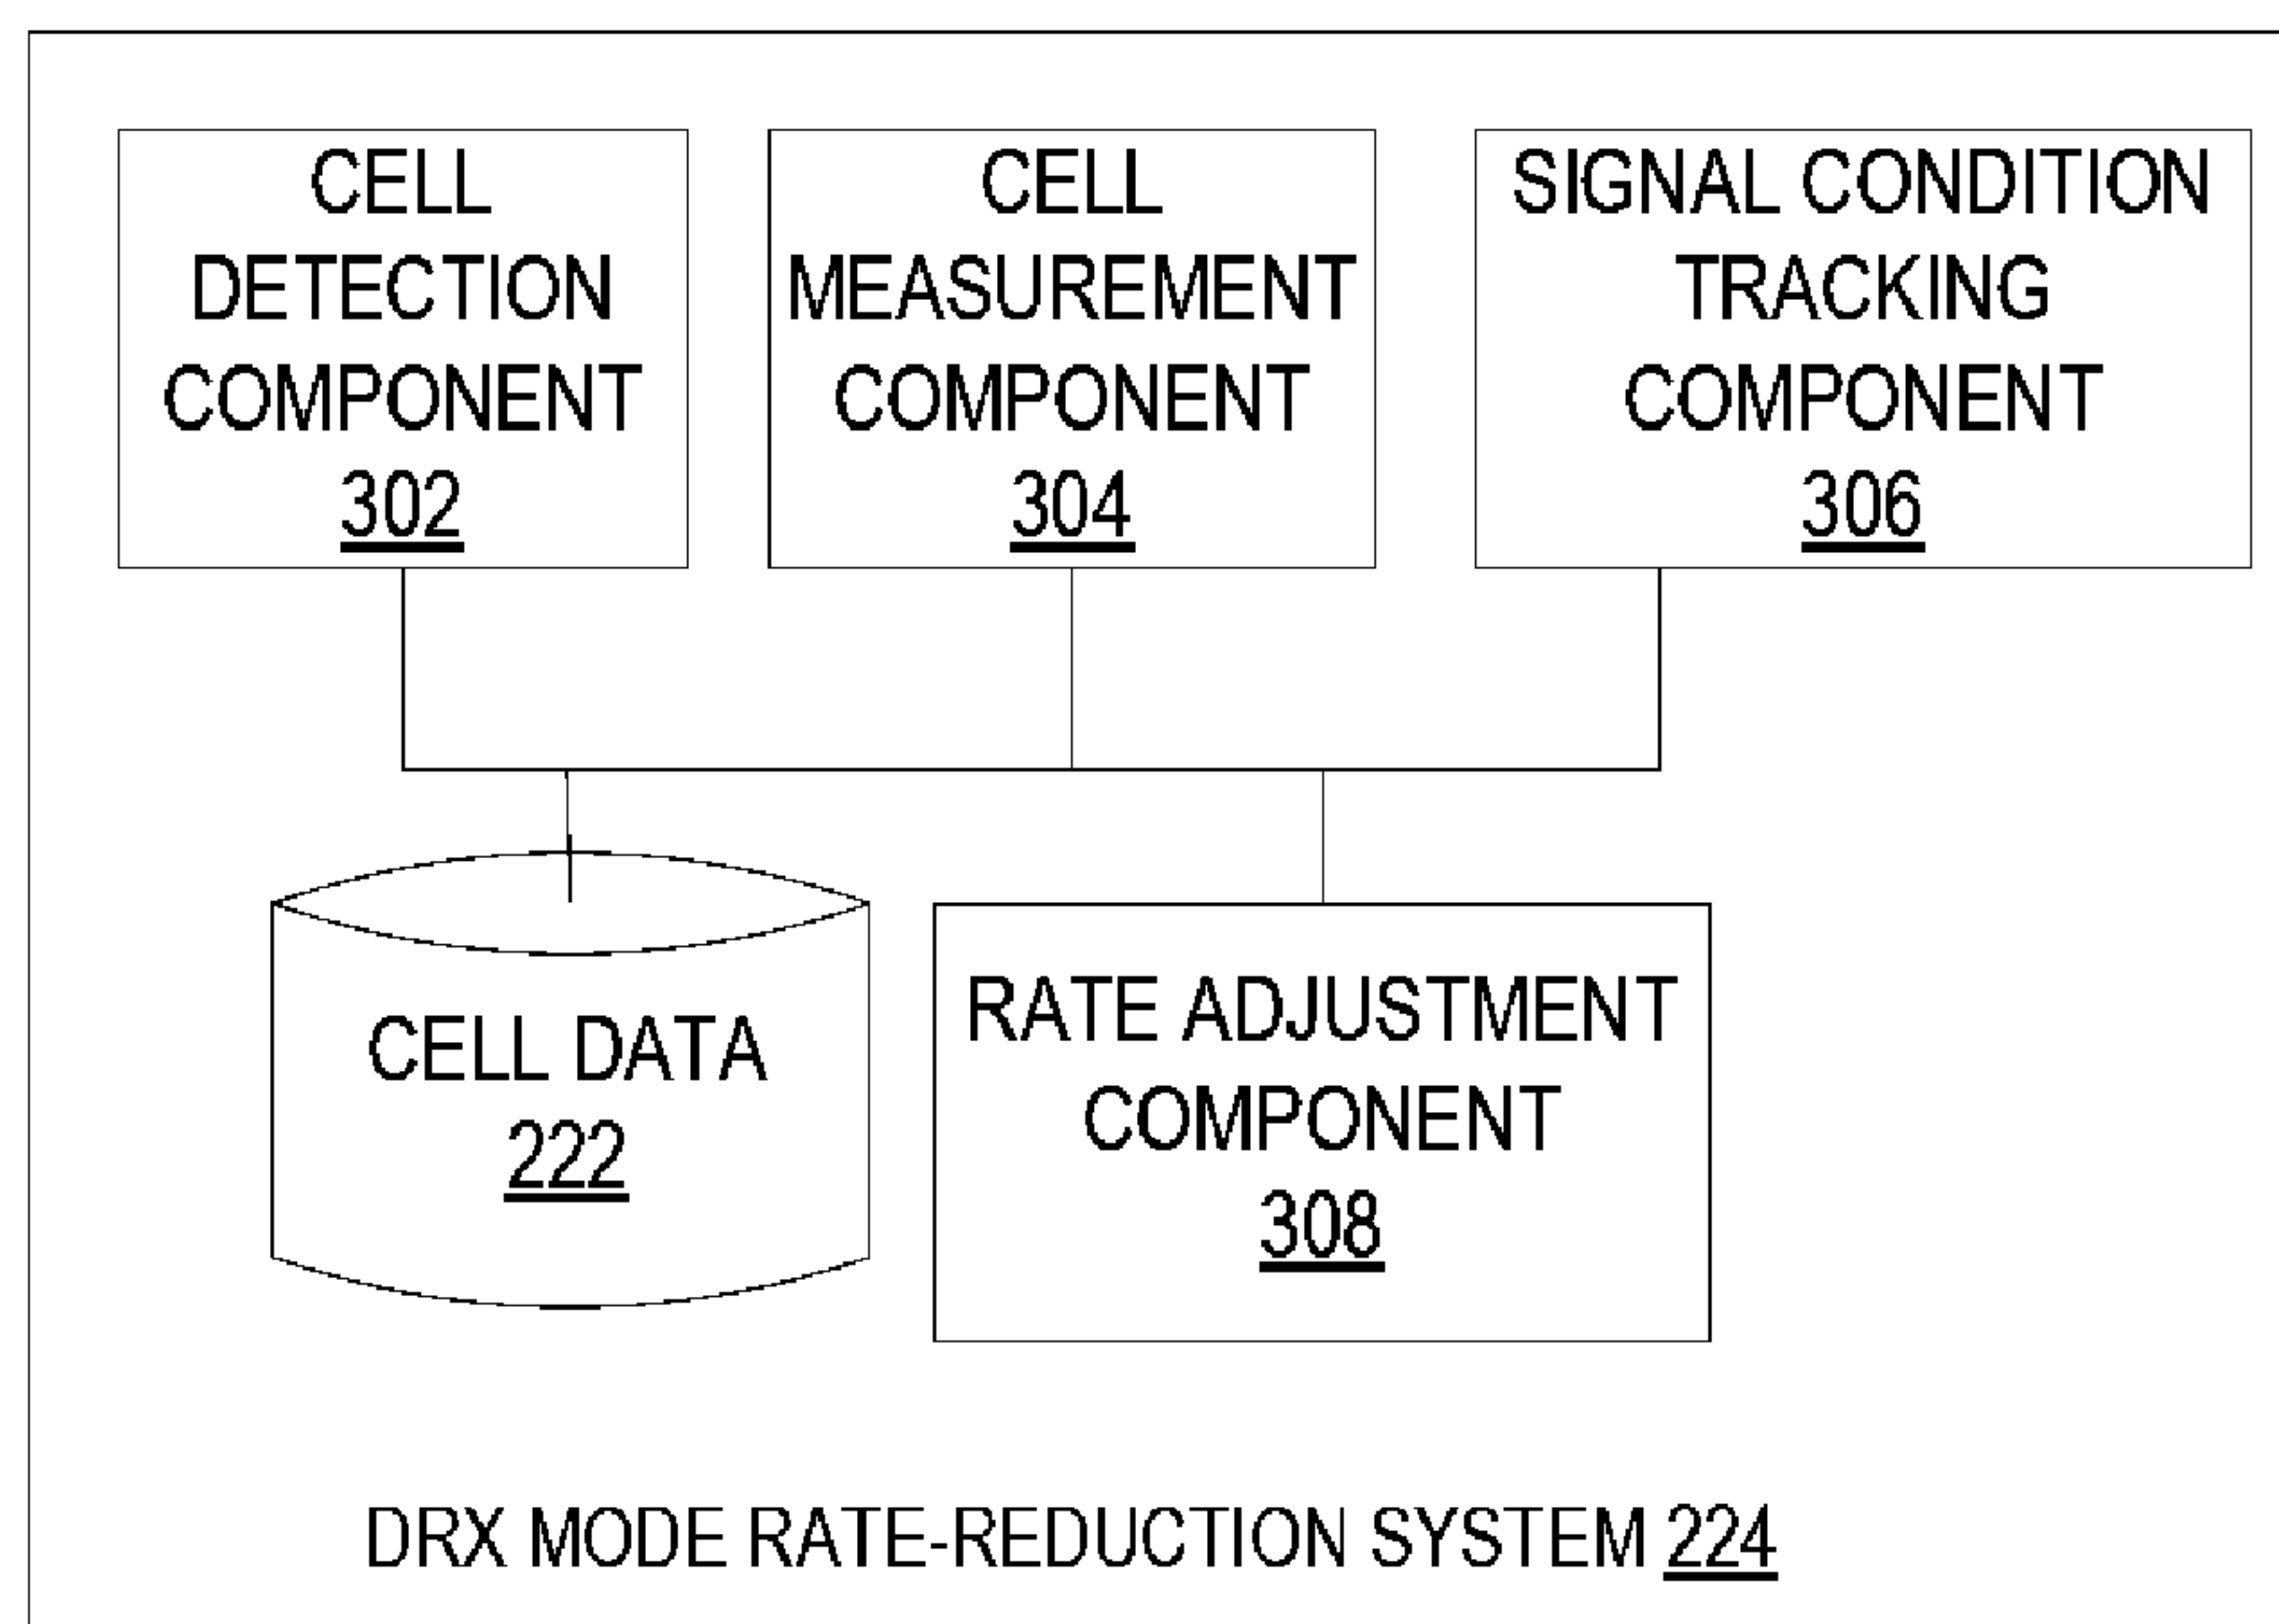 CELL
DETECTION
COMPONENT
302
CELL
MEASUREMENT
COMPONENT
304
SIGNAL CONDITION
TRACKING
COMPONENT
306
CELL DATA
222
RATE ADJUSTMENT
COMPONENT
308
DRX MODE RATE-REDUCTION SYSTEM 224